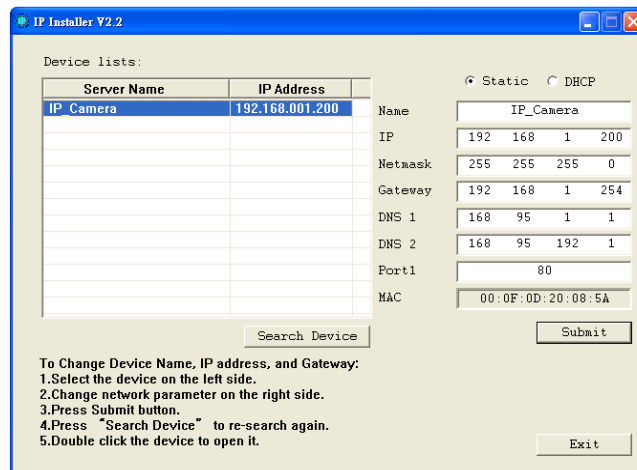 IP Installer V2.2
Device lists:
Server Name IP Address
IP_Camera 192.168.001.200
Static DHCP
Name IP_Camera
IP 192 168 1 200
Netmask 255 255 255 0
Gateway 192 168 1 254
DNS 1 168 95 1 1
DNS 2 168 95 192 1
Port1 80
MAC 00:0F:0D:20:08:5A
Search Device
Submit
To Change Device Name, IP address, and Gateway:
1.Select the device on the left side.
2.Change network parameter on the right side.
3.Press Submit button.
4.Press “Search Device” to re-search again.
5.Double click the device to open it.
Exit